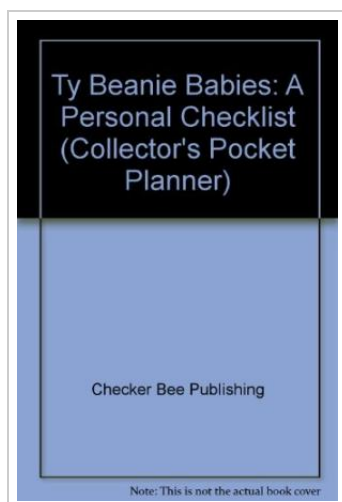 Ty Beanie Babies: A
Personal Checklist
(Collector's Pocket
Planner)
Checker Bee Publishing
Note: This is not the actual book cover